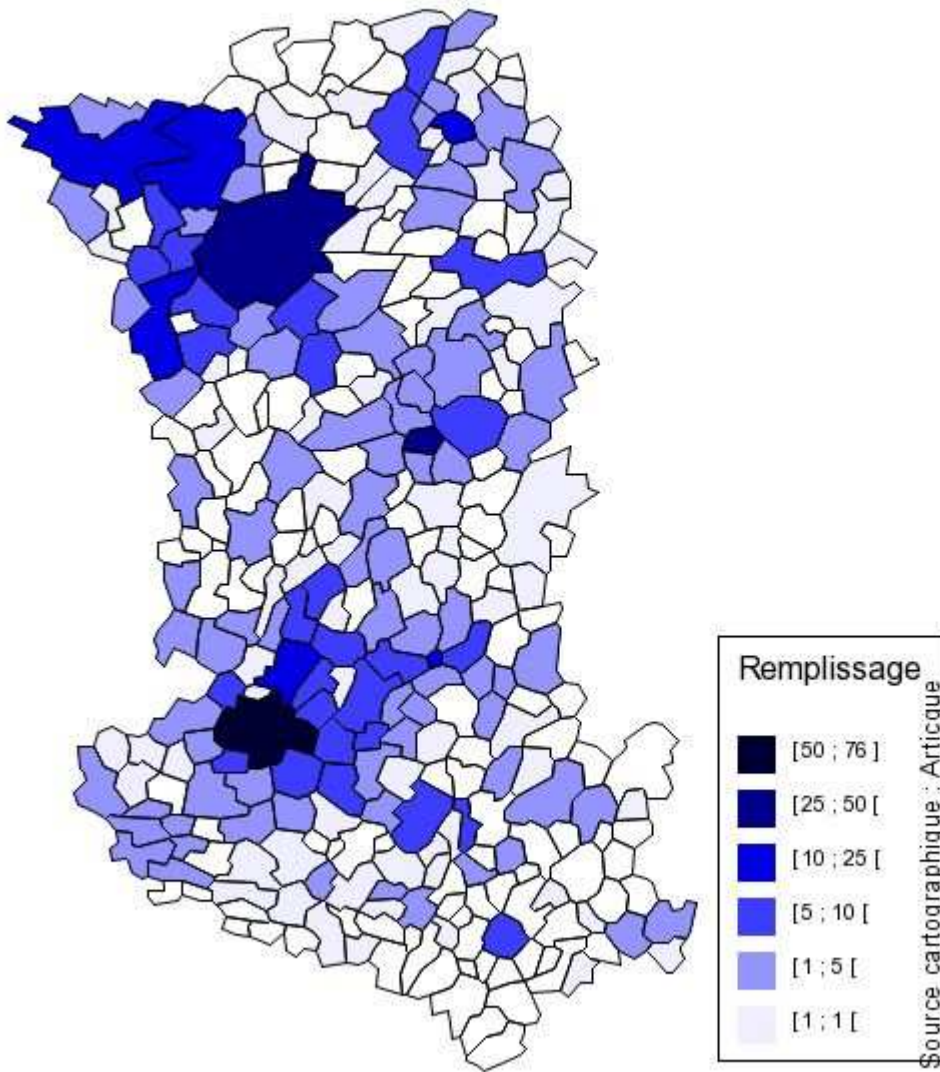 Remplissage
[50 ; 76 ]
[25 ; 50 [
[10 ; 25 [
[5 ; 10 [
[1 ; 5 [
[1 ; 1 [
Source cartographique : Articque